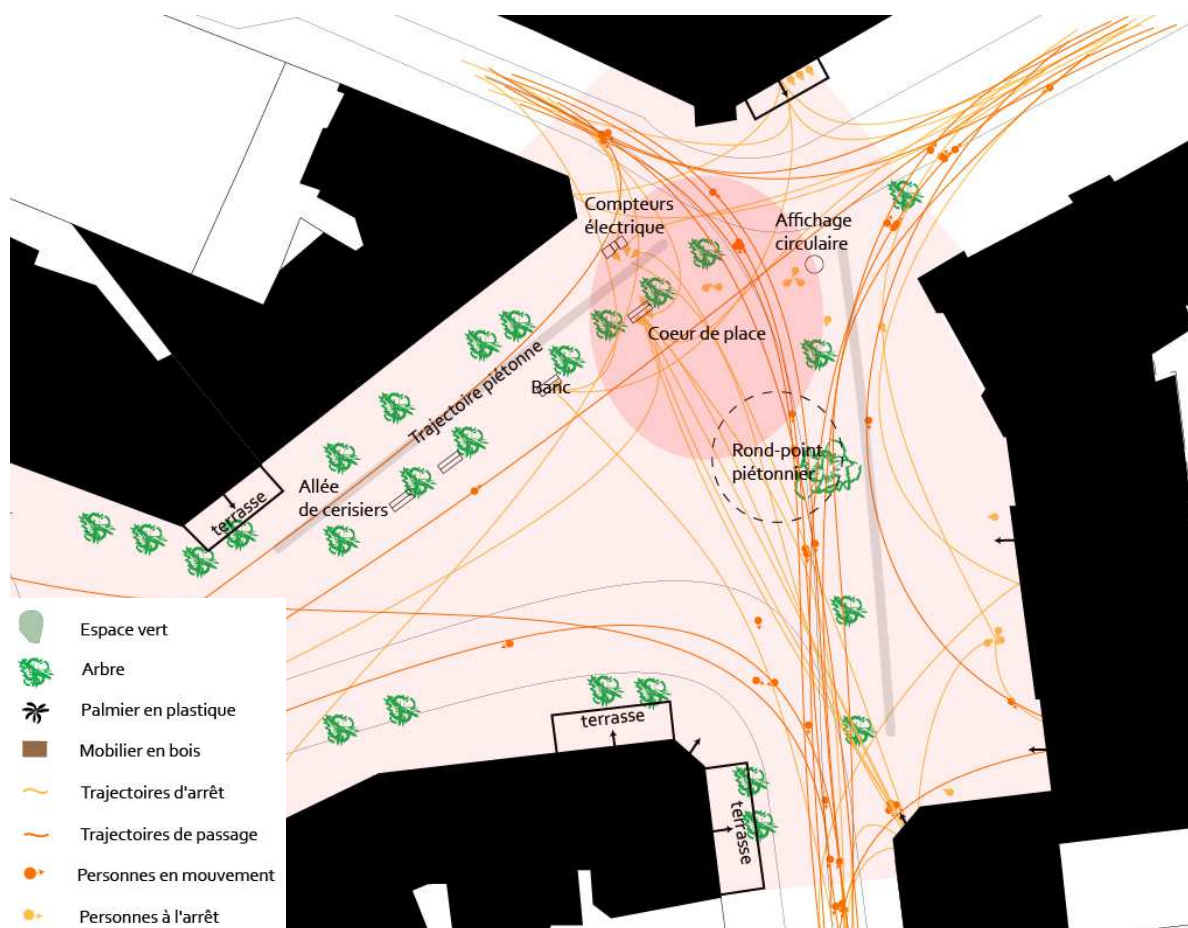 Compteurs
électrique
Affichage
circulaire
Coeur de place
Trajectoire piétonne
Banc
Rond-point
piétonnier
Allée
de cerisiers
terrasse
terrasse
terrasse
Espace vert
Arbre
Palmier en plastique
Mobilier en bois
Trajectoires d'arrêt
Trajectoires de passage
Personnes en mouvement
Personnes à l'arrêt